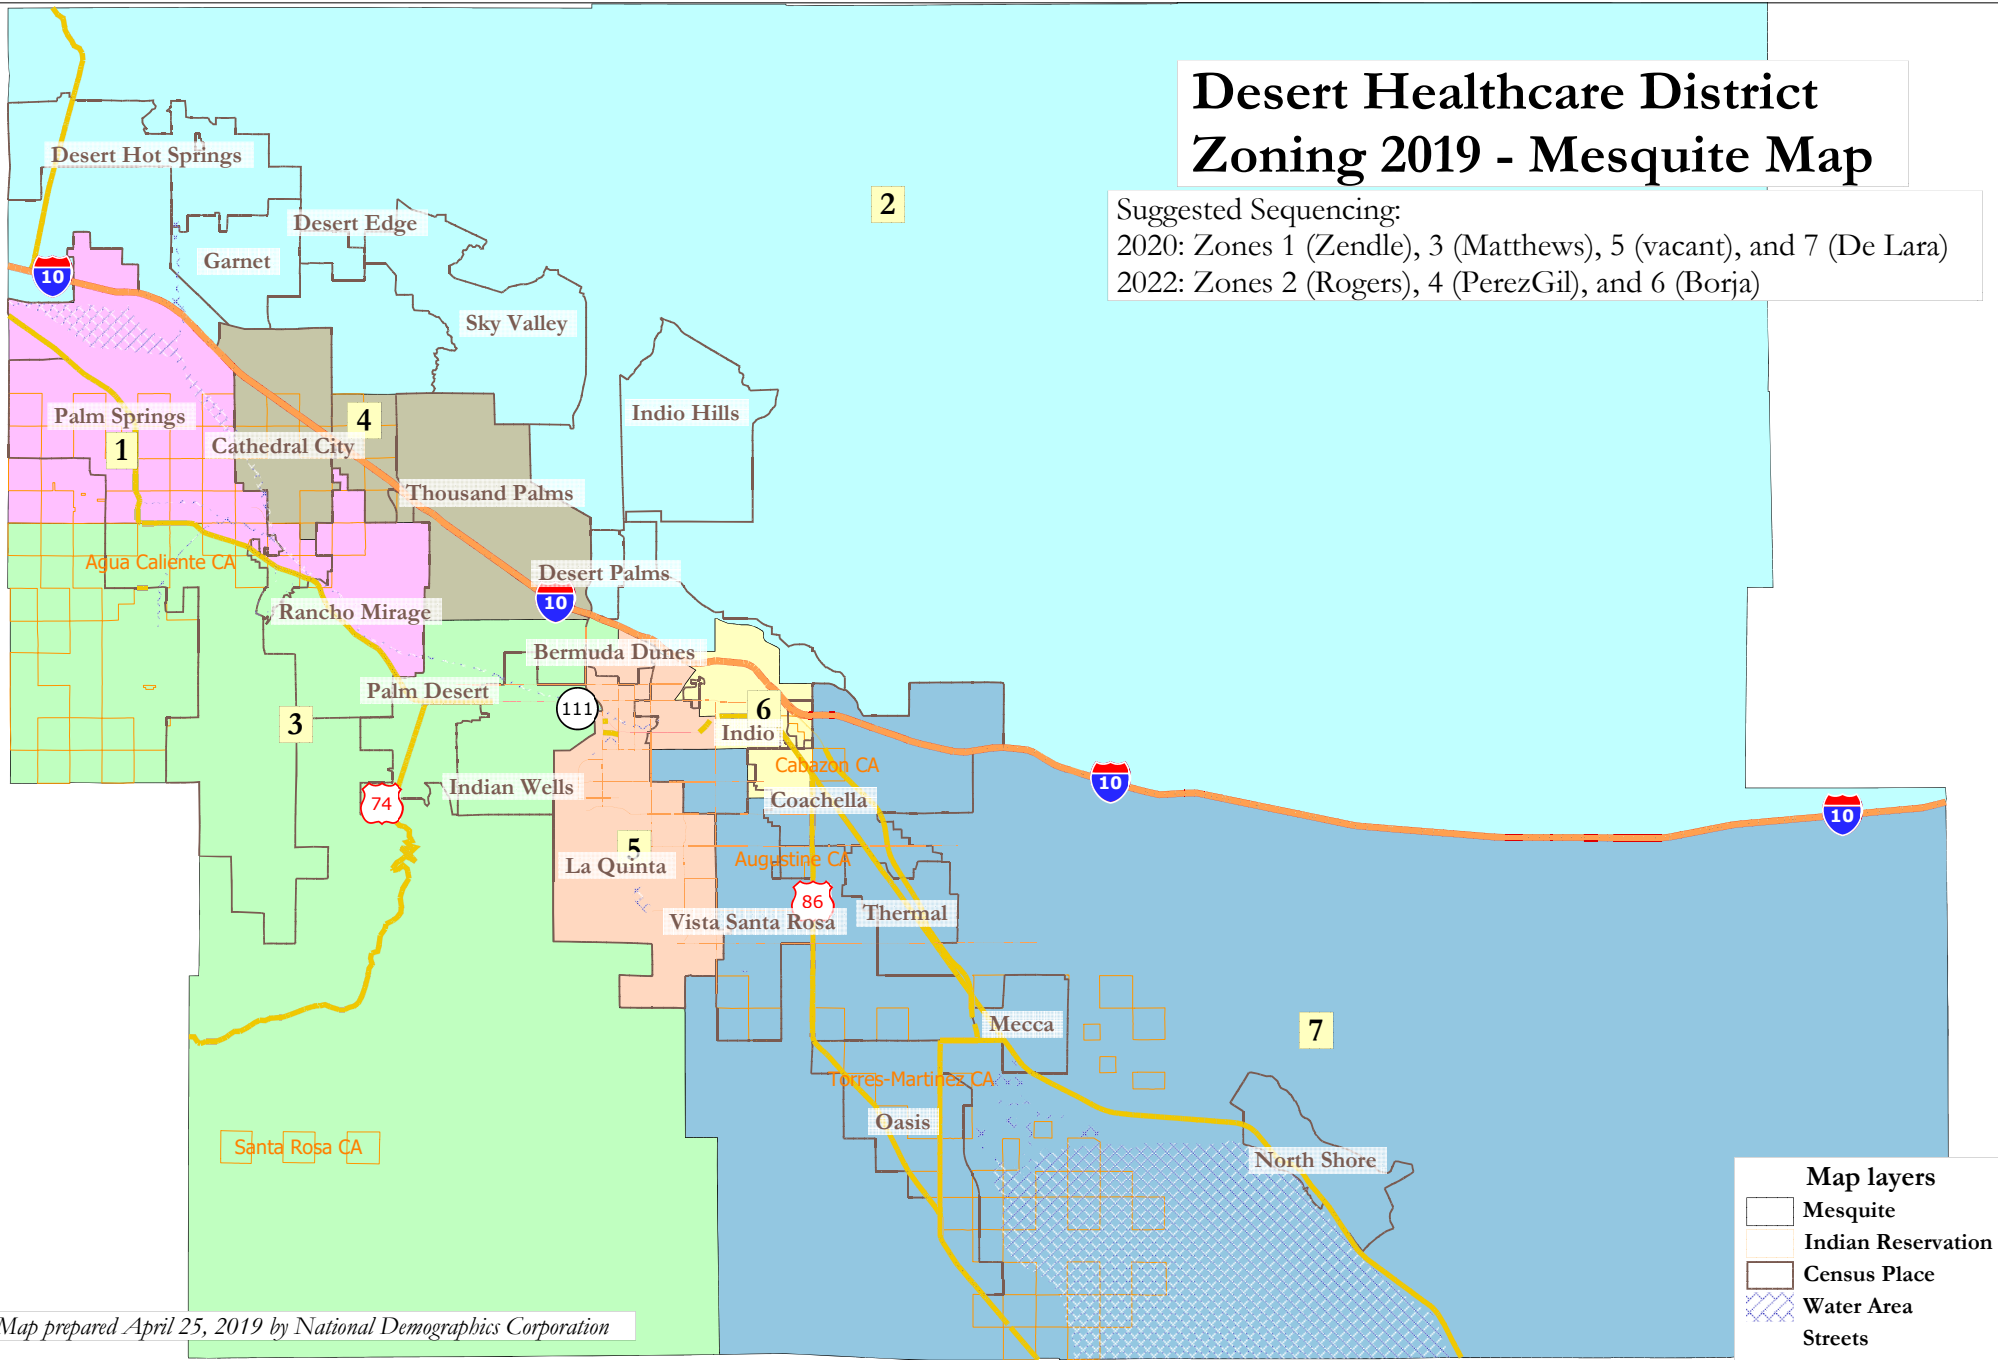 Desert Healthcare District
Zoning 2019 - Mesquite Map
Suggested Sequencing:
2020: Zones 1 (Zendle), 3 (Matthews), 5 (vacant), and 7 (De Lara)
2022: Zones 2 (Rogers), 4 (PerezGil), and 6 (Borja)
Desert Hot Springs
2
Desert Edge
Garnet
10
Sky Valley
Palm Springs
4
Indio Hills
1
Cathedral City
Thousand Palms
Agua Caliente CA
Desert Palms
10
Rancho Mirage
Bermuda Dunes
Palm Desert
111
6
3
Indio
Cabazon CA
10
Indian Wells
74
Coachella
10
5
La Quinta
Augustine CA
86
Vista Santa Rosa
Thermal
Mecca
7
Torres-Martinez CA
Oasis
Santa Rosa CA
North Shore
Map layers
Mesquite
Indian Reservation
Census Place
Water Area
Streets
Map prepared April 25, 2019 by National Demographics Corporation